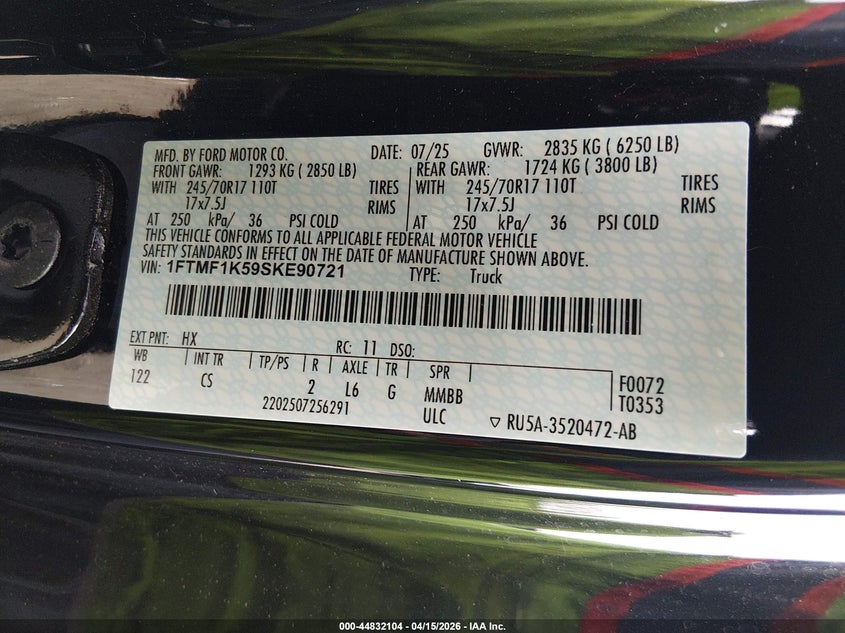 MFD. BY FORD MOTOR CO. DATE: 07/25 GVWR: 2835 KG ( 6250 LB)
FRONT GAWR: 1293 KG ( 2850 LB) REAR GAWR: 1724 KG ( 3800 LB)
WITH 245/70R17 110T TIRES WITH 245/70R17 110T TIRES
17x7.5J RIMS 17x7.5J RIMS
AT 250 kPa/ 36 PSI COLD AT 250 kPa/ 36 PSI COLD
THIS VEHICLE CONFORMS TO ALL APPLICABLE FEDERAL MOTOR VEHICLE
SAFETY STANDARDS IN EFFECT ON THE DATE OF MANUFACTURE SHOWN ABOVE.
VIN: 1FTMF1K59SKE90721 TYPE: Truck
EXT PNT: HX RC: 11 DSO:
WB INT TR TP/PS R AXLE TR SPR
122 CS 2 L6 G MMBB F0072
2202507256291 ULC T0353
RU5A-3520472-AB
000-44832104 - 04/15/2026 - IAA Inc.